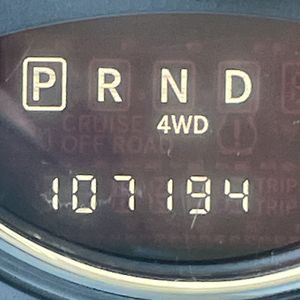 P R N D
4WD
CRUISE
OFF ROAD
TRIP
107194
TRIP